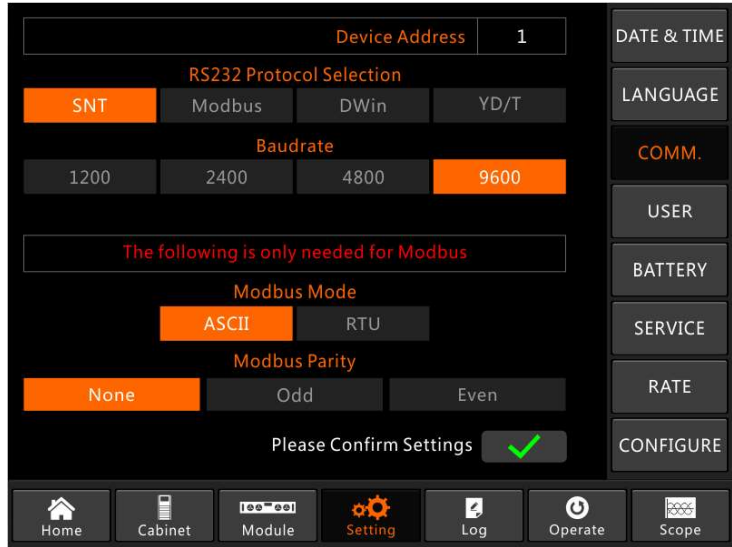 Device Address 1
RS232 Protocol Selection
SNT Modbus DWin YD/T
Baudrate
1200 2400 4800 9600
The following is only needed for Modbus
Modbus Mode
ASCII RTU
Modbus Parity
None Odd Even
Please Confirm Settings
DATE & TIME
LANGUAGE
COMM.
USER
BATTERY
SERVICE
RATE
CONFIGURE
Home Cabinet Module Setting Log Operate Scope